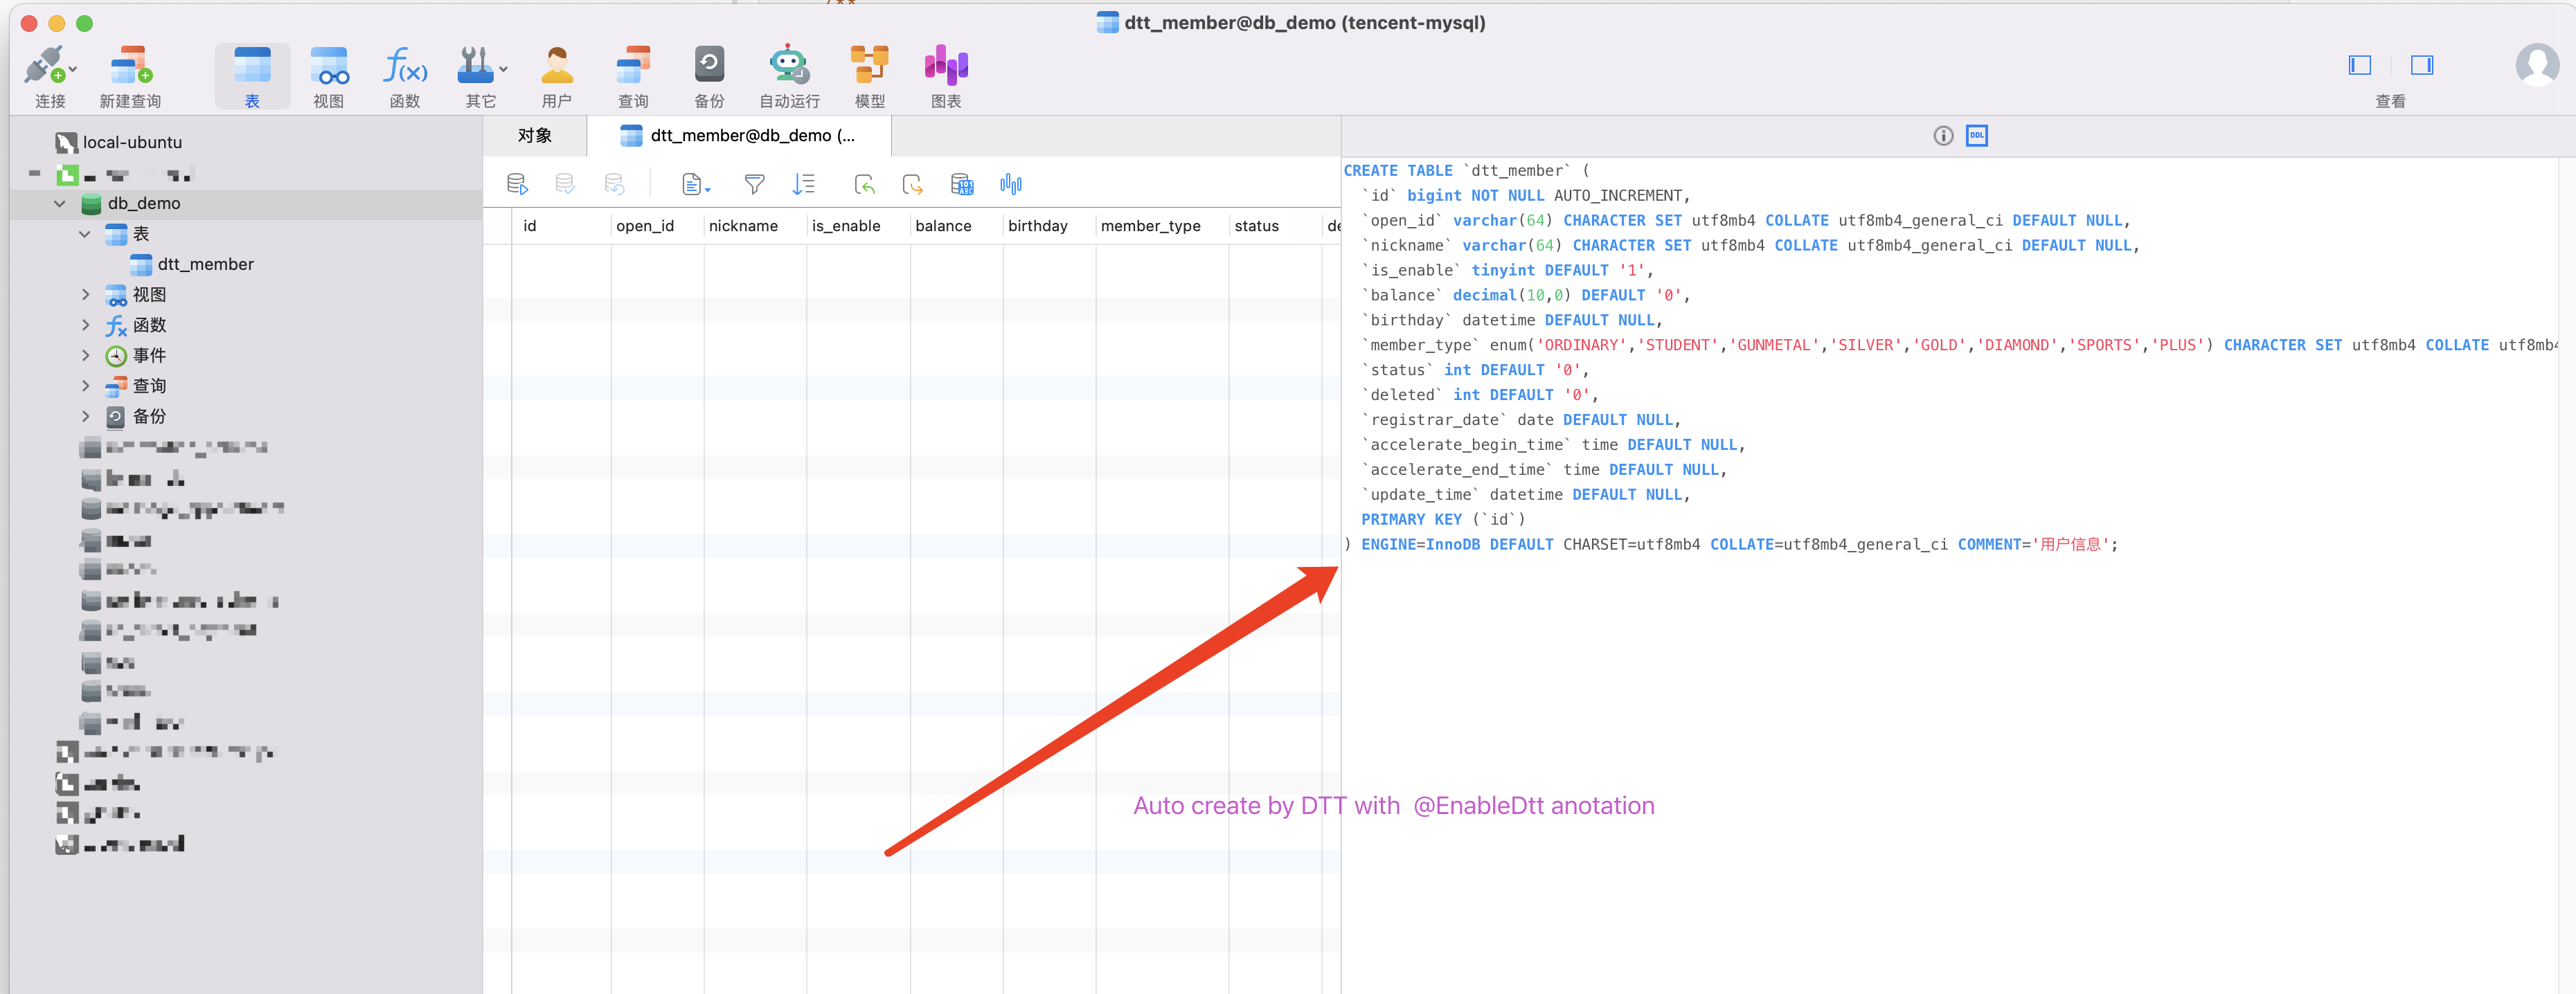 /**
dtt_member@db_demo (tencent-mysql)
连接 新建查询 表 视图 函数 其它 用户 查询 备份 自动运行 模型 图表 查看
local-ubuntu
db_demo
表
dtt_member
视图
函数
事件
查询
备份
对象 dtt_member@db_demo (...
id open_id nickname is_enable balance birthday member_type status de
DDL
CREATE TABLE `dtt_member` (
`id` bigint NOT NULL AUTO_INCREMENT,
`open_id` varchar(64) CHARACTER SET utf8mb4 COLLATE utf8mb4_general_ci DEFAULT NULL,
`nickname` varchar(64) CHARACTER SET utf8mb4 COLLATE utf8mb4_general_ci DEFAULT NULL,
`is_enable` tinyint DEFAULT '1',
`balance` decimal(10,0) DEFAULT '0',
`birthday` datetime DEFAULT NULL,
`member_type` enum('ORDINARY','STUDENT','GUNMETAL','SILVER','GOLD','DIAMOND','SPORTS','PLUS') CHARACTER SET utf8mb4 COLLATE utf8mb4
`status` int DEFAULT '0',
`deleted` int DEFAULT '0',
`registrar_date` date DEFAULT NULL,
`accelerate_begin_time` time DEFAULT NULL,
`accelerate_end_time` time DEFAULT NULL,
`update_time` datetime DEFAULT NULL,
PRIMARY KEY (`id`)
) ENGINE=InnoDB DEFAULT CHARSET=utf8mb4 COLLATE=utf8mb4_general_ci COMMENT='用户信息';
Auto create by DTT with @EnableDtt anotation